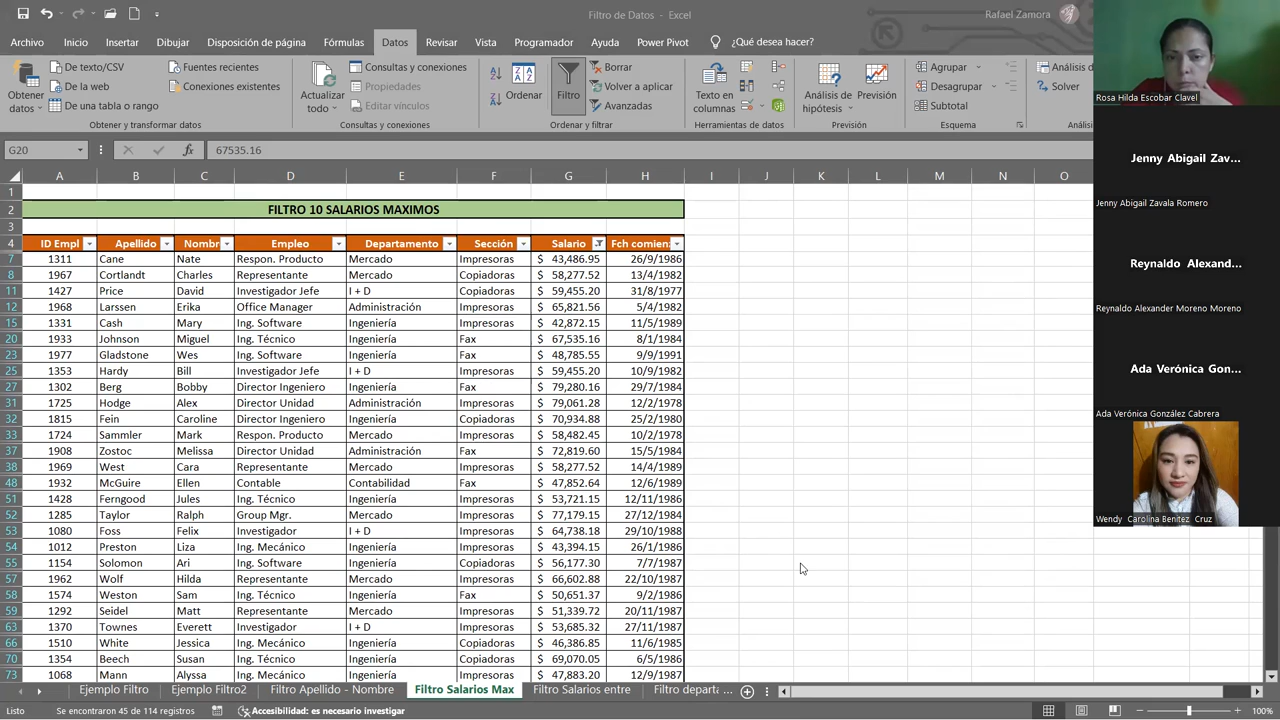 Filtro de Datos - Excel
Rafael Zamora
Archivo Inicio Insertar Dibujar Disposición de página Fórmulas Datos Revisar Vista Programador Ayuda Power Pivot ¿Qué desea hacer?
Obtener datos
De texto/CSV
De la web
De una tabla o rango
Fuentes recientes
Conexiones existentes
Obtener y transformar datos
Actualizar todo
Consultas y conexiones
Propiedades
Editar vínculos
Consultas y conexiones
Ordenar
Filtro
Borrar
Volver a aplicar
Avanzadas
Ordenar y filtrar
Texto en columnas
Herramientas de datos
Análisis de hipótesis
Previsión
Previsión
Agrupar
Desagrupar
Subtotal
Esquema
Análisis d
Solver
Análisi
G20 fx 67535.16
A B C D E F G H I J K L M N O
1
2 FILTRO 10 SALARIOS MAXIMOS
3
4 ID Empl Apellido Nombr Empleo Departamento Sección Salario Fch comienz
7 1311 Cane Nate Respon. Producto Mercado Impresoras $ 43,486.95 26/9/1986
8 1967 Cortlandt Charles Representante Mercado Copiadoras $ 58,277.52 13/4/1982
11 1427 Price David Investigador Jefe I + D Copiadoras $ 59,455.20 31/8/1977
12 1968 Larssen Erika Office Manager Administración Impresoras $ 65,821.56 5/4/1982
15 1331 Cash Mary Ing. Software Ingeniería Impresoras $ 42,872.15 11/5/1989
20 1933 Johnson Miguel Ing. Técnico Ingeniería Fax $ 67,535.16 8/1/1984
23 1977 Gladstone Wes Ing. Software Ingeniería Fax $ 48,785.55 9/9/1991
25 1353 Hardy Bill Investigador Jefe I + D Copiadoras $ 59,455.20 10/9/1982
27 1302 Berg Bobby Director Ingeniero Ingeniería Fax $ 79,280.16 29/7/1984
31 1725 Hodge Alex Director Unidad Administración Impresoras $ 79,061.28 12/2/1978
32 1815 Fein Caroline Director Ingeniero Ingeniería Copiadoras $ 70,934.88 25/2/1980
33 1724 Sammler Mark Respon. Producto Mercado Impresoras $ 58,482.45 10/2/1978
37 1908 Zostoc Melissa Director Unidad Administración Fax $ 72,819.60 15/5/1984
38 1969 West Cara Representante Mercado Impresoras $ 58,277.52 14/4/1989
48 1932 McGuire Ellen Contable Contabilidad Fax $ 47,852.64 12/6/1989
51 1428 Ferngood Jules Ing. Técnico Ingeniería Impresoras $ 53,721.15 12/11/1986
52 1285 Taylor Ralph Group Mgr. Mercado Impresoras $ 77,179.15 27/12/1984
53 1080 Foss Felix Investigador I + D Impresoras $ 64,738.18 29/10/1988
54 1012 Preston Liza Ing. Mecánico Ingeniería Impresoras $ 43,394.15 26/1/1986
55 1154 Solomon Ari Ing. Software Ingeniería Copiadoras $ 56,177.30 7/7/1987
57 1962 Wolf Hilda Representante Mercado Impresoras $ 66,602.88 22/10/1987
58 1574 Weston Sam Ing. Técnico Ingeniería Fax $ 50,651.37 9/2/1986
59 1292 Seidel Matt Representante Mercado Impresoras $ 51,339.72 20/11/1987
63 1370 Townes Everett Investigador I + D Impresoras $ 53,685.32 27/11/1987
66 1510 White Jessica Ing. Mecánico Ingeniería Copiadoras $ 46,386.85 11/6/1985
70 1354 Beech Susan Ing. Técnico Ingeniería Copiadoras $ 69,070.05 6/5/1986
73 1068 Mann Alyssa Ing. Mecánico Ingeniería Impresoras $ 47,883.20 12/9/1987
Ejemplo Filtro Ejemplo Filtro2 Filtro Apellido - Nombre Filtro Salarios Max Filtro Salarios entre Filtro departa ...
Listo Se encontraron 45 de 114 registros Accesibilidad: es necesario investigar 100%
Rosa Hilda Escobar Clavel
Jenny Abigail Zav...
Jenny Abigail Zavala Romero
Reynaldo Alexand...
Reynaldo Alexander Moreno Moreno
Ada Verónica Gon...
Ada Verónica González Cabrera
Wendy Carolina Benitez Cruz